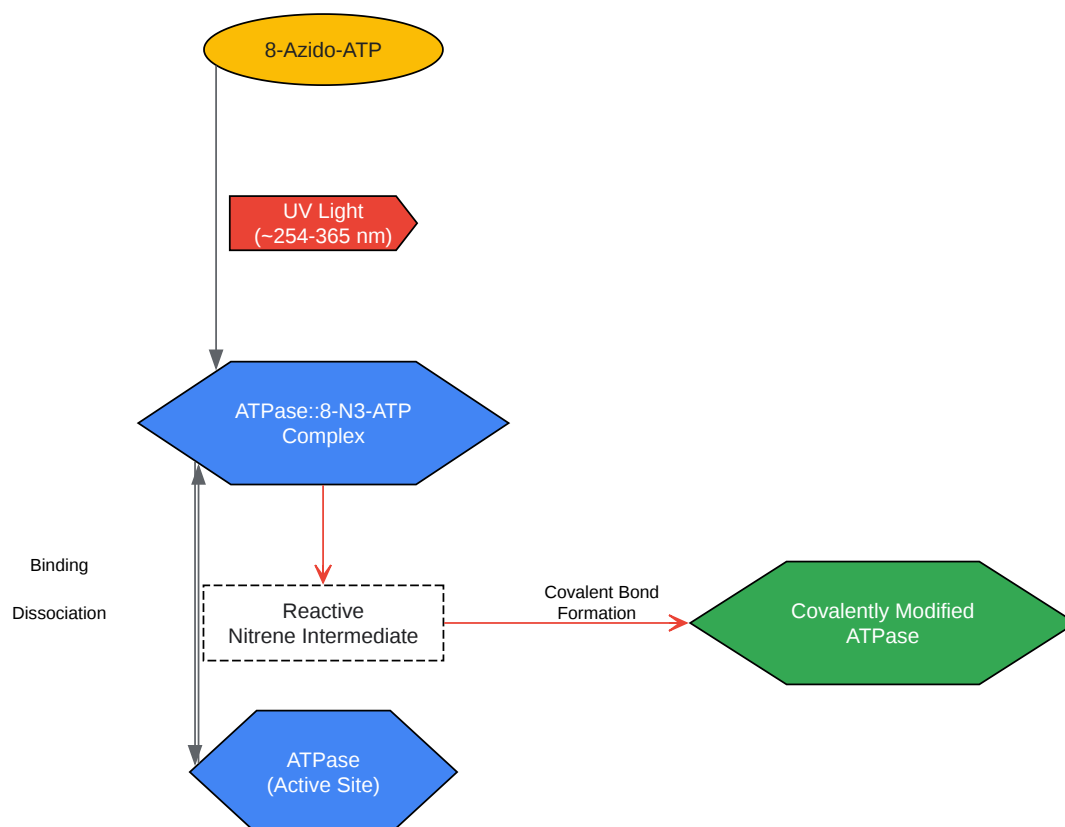 8-Azido-ATP
UV Light
(~254-365 nm)
ATPase::8-N3-ATP
Complex
Binding
Dissociation
Reactive
Nitrene Intermediate
Covalent Bond
Formation
Covalently Modified
ATPase
ATPase
(Active Site)